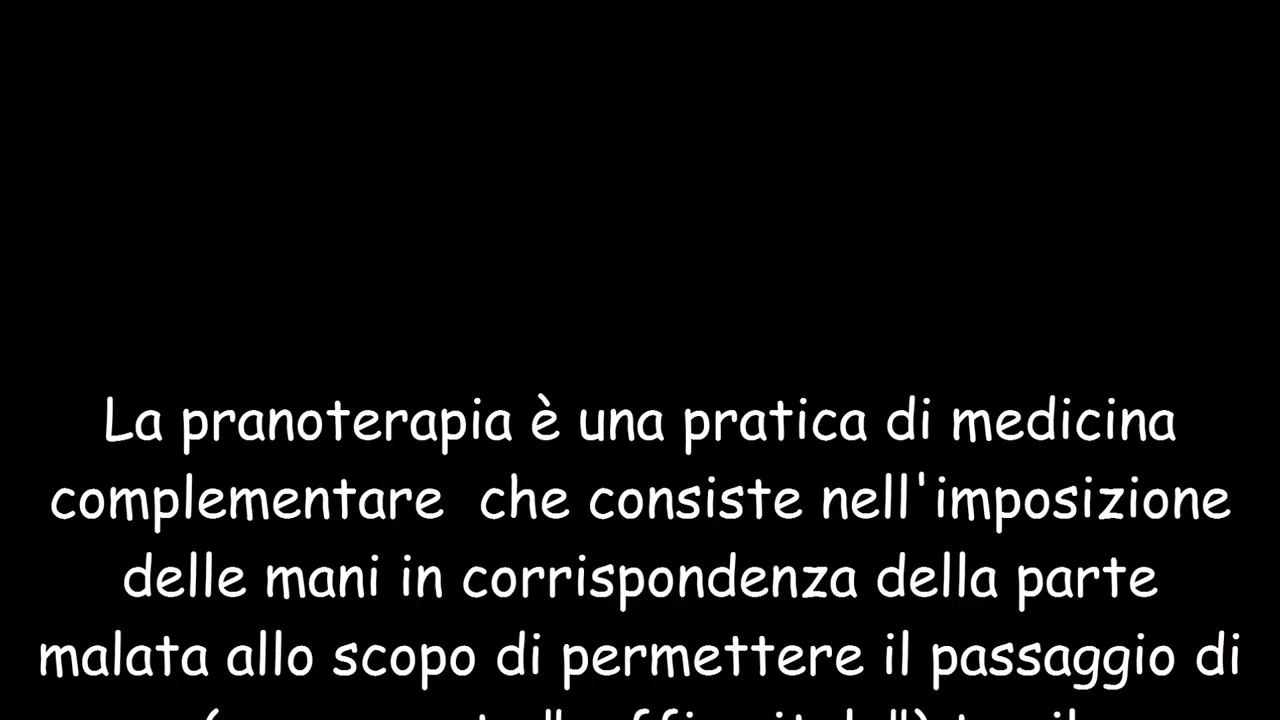 La pranoterapia è una pratica di medicina
complementare  che consiste nell'imposizione
delle mani in corrispondenza della parte
malata allo scopo di permettere il passaggio di